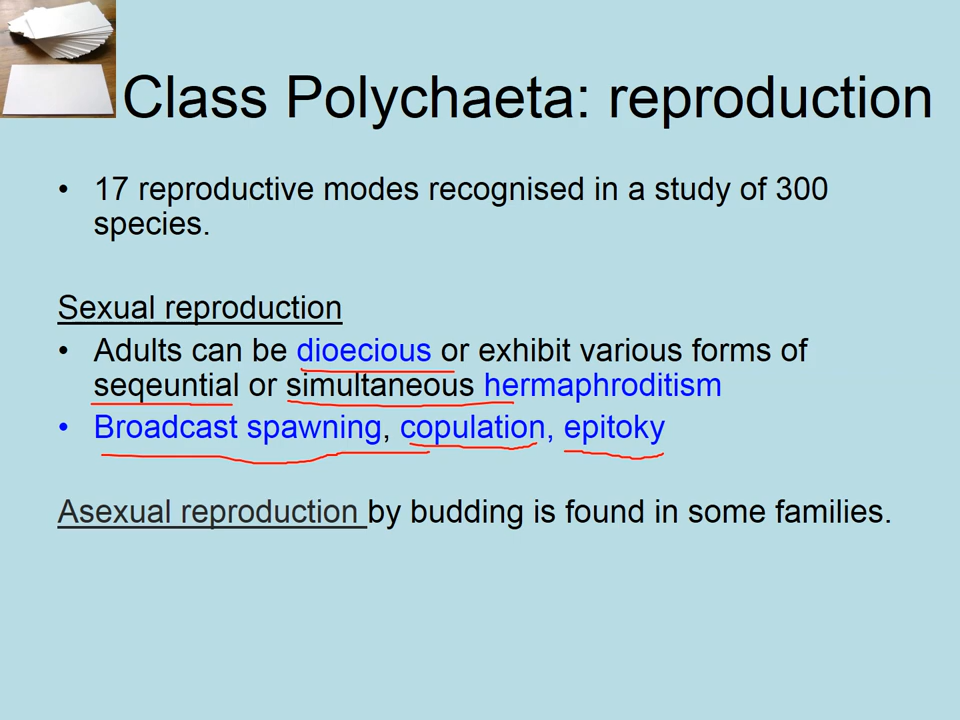 Class Polychaeta: reproduction
• 17 reproductive modes recognised in a study of 300
species.
Sexual reproduction
• Adults can be dioecious or exhibit various forms of
seqeuntial or simultaneous hermaphroditism
• Broadcast spawning, copulation, epitoky
Asexual reproduction by budding is found in some families.